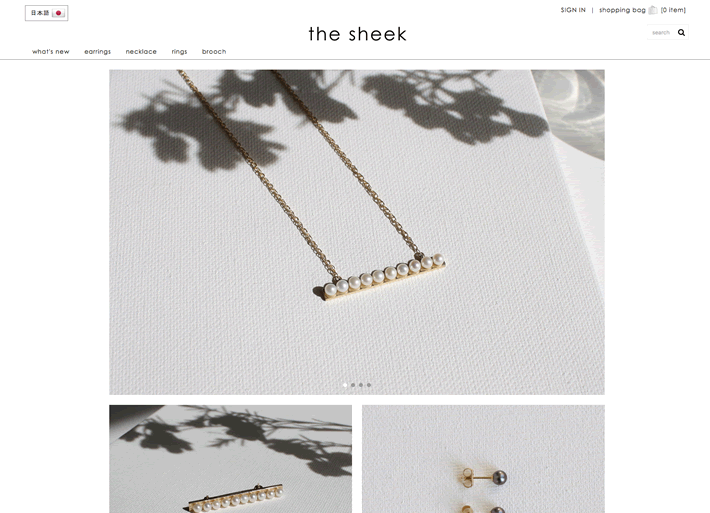 日本語
SIGN IN | shopping bag [0 item]
the sheek
search
what's new earrings necklace rings brooch